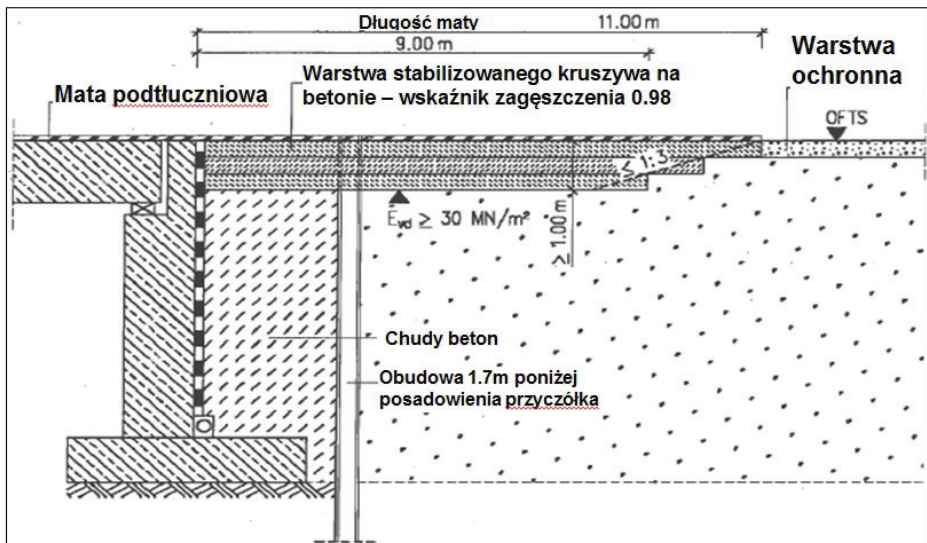 Długość maty 11.00 m
9.00 m
Warstwa ochronna
Warstwa stabilizowanego kruszywa na
betonie – wskaźnik zagęszczenia 0.98
Mata podtłuczniowa
OFTS
≤ 1:3
Evd ≥ 30 MN/m²
≥ 1.00 m
Chudy beton
Obudowa 1.7m poniżej
posadowienia przyczółka